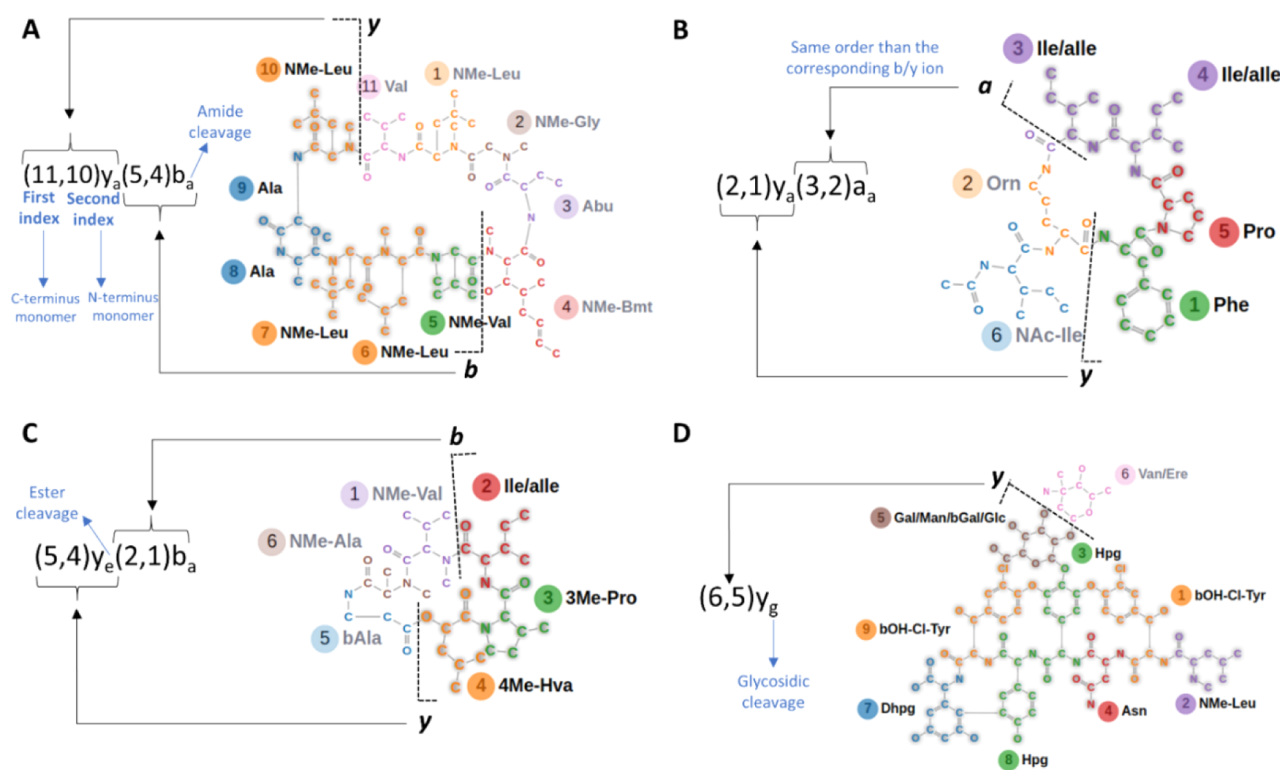 A
y
10 NMe-Leu
11 Val
1 NMe-Leu
Amide
cleavage
2 NMe-Gly
(11,10)ya(5,4)ba
First
index
Second
index
9 Ala
3 Abu
8 Ala
C-terminus
monomer
N-terminus
monomer
4 NMe-Bmt
7 NMe-Leu
5 NMe-Val
6 NMe-Leu
b
B
Same order than the
corresponding b/y ion
3 Ile/alle
4 Ile/alle
a
(2,1)ya(3,2)aa
2 Orn
5 Pro
1 Phe
6 NAc-Ile
y
C
b
1 NMe-Val
2 Ile/alle
Ester
cleavage
6 NMe-Ala
(5,4)ye(2,1)ba
3 3Me-Pro
5 bAla
4 4Me-Hva
y
D
6 Van/Ere
y
5 Gal/Man/bGal/Glc
3 Hpg
(6,5)yg
1 bOH-Cl-Tyr
9 bOH-Cl-Tyr
Glycosidic
cleavage
7 Dhpg
4 Asn
2 NMe-Leu
8 Hpg